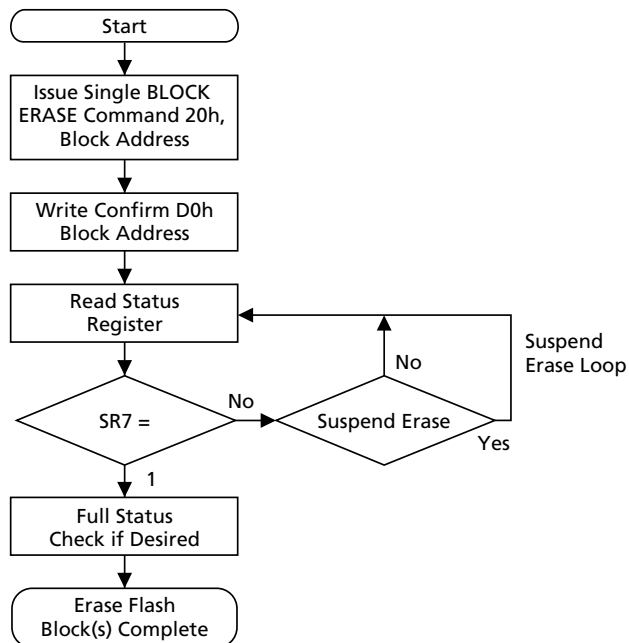 Start
Issue Single BLOCK
ERASE Command 20h,
Block Address
Write Confirm D0h
Block Address
Read Status
Register
Suspend
Erase Loop
No
No
SR7 =
Suspend Erase
Yes
1
Full Status
Check if Desired
Erase Flash
Block(s) Complete